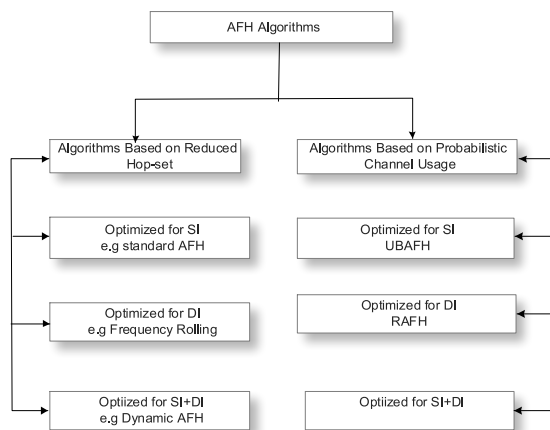 AFH Algorithms
Algorithms Based on Reduced
Hop-set
Algorithms Based on Probabilistic
Channel Usage
Optimized for SI
e.g standard AFH
Optimized for SI
UBAFH
Optimized for DI
e.g Frequency Rolling
Optimized for DI
RAFH
Optiized for SI+DI
e.g Dynamic AFH
Optiized for SI+DI